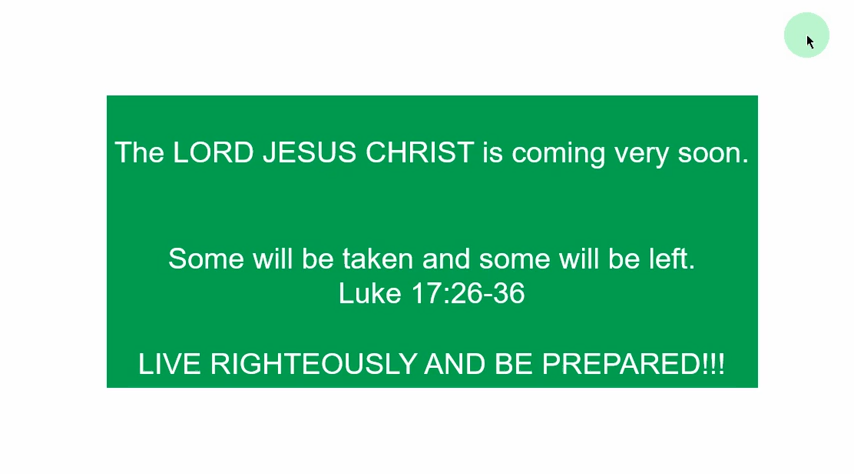 The LORD JESUS CHRIST is coming very soon.
Some will be taken and some will be left.
Luke 17:26-36
LIVE RIGHTEOUSLY AND BE PREPARED!!!